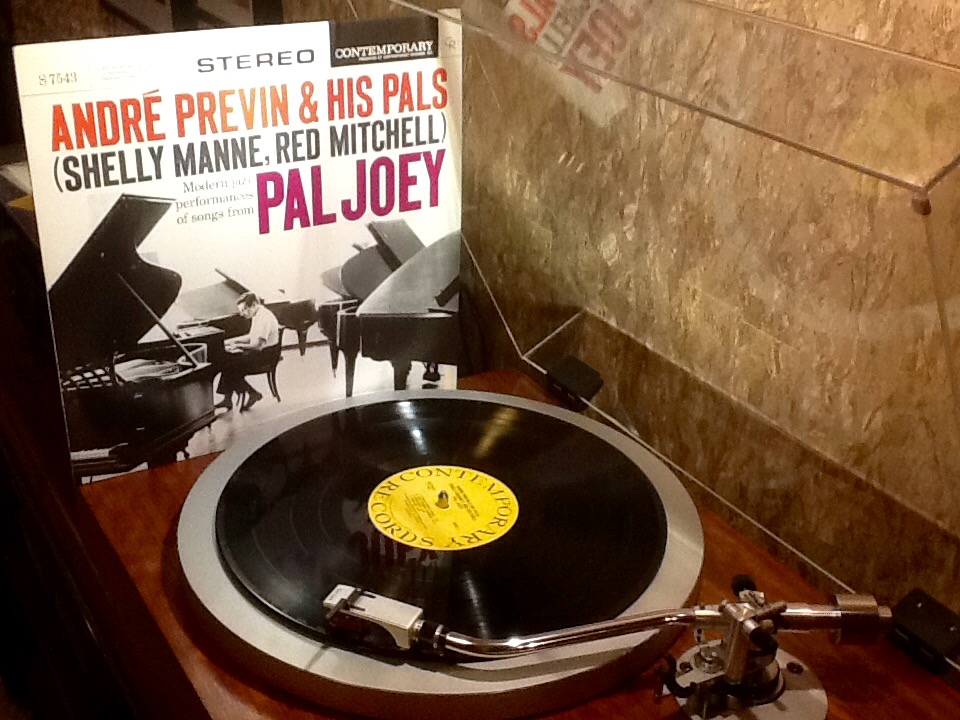 S 7543
STEREO
CONTEMPORARY
ANDRÉ PREVIN & HIS PALS
(SHELLY MANNE, RED MITCHELL)
Modern jazz
performances
of songs from
PAL JOEY
CONTEMPORARY RECORDS